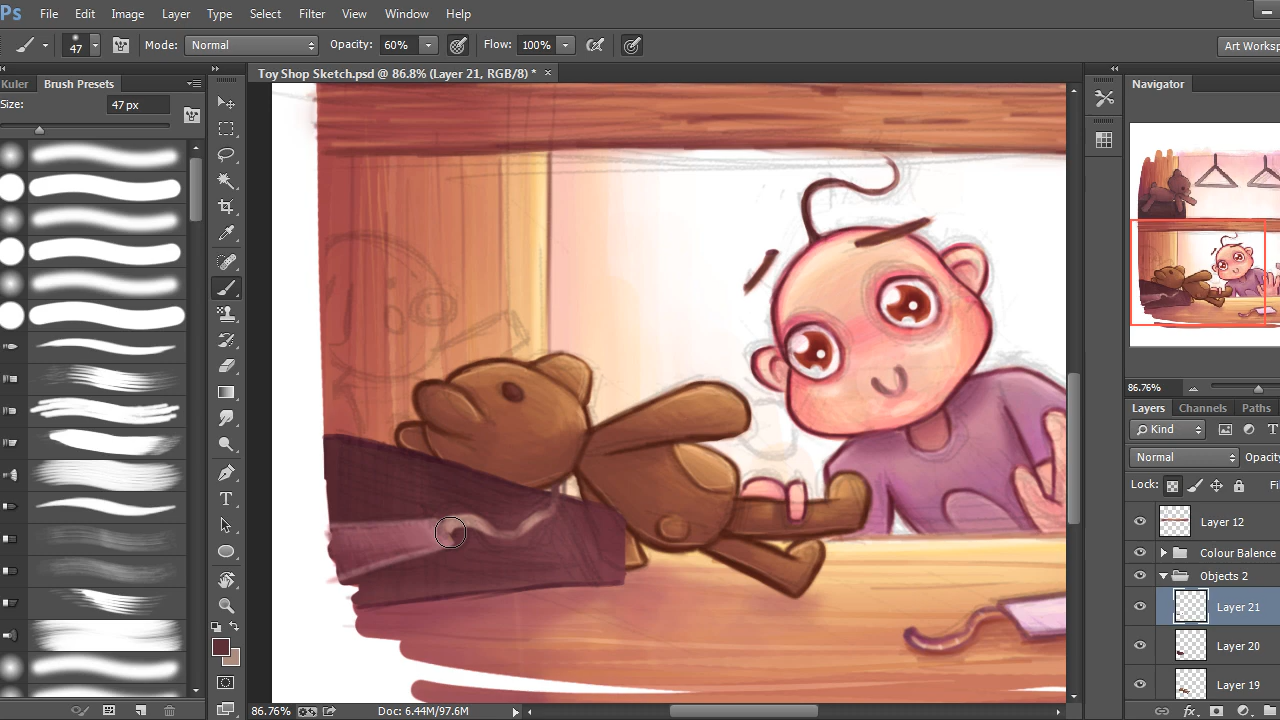 Ps File Edit Image Layer Type Select Filter View Window Help
47 Mode: Normal Opacity: 60% Flow: 100% Art Worksp
Kuler Brush Presets
Size: 47 px
Toy Shop Sketch.psd @ 86.8% (Layer 21, RGB/8) * ×
Navigator
86.76%
Layers Channels Paths
Kind T
Normal Opacity
Lock:
Layer 12
Colour Balence
Objects 2
Layer 21
Layer 20
Layer 19
fx
T
86.76% Doc: 6.44M/97.6M